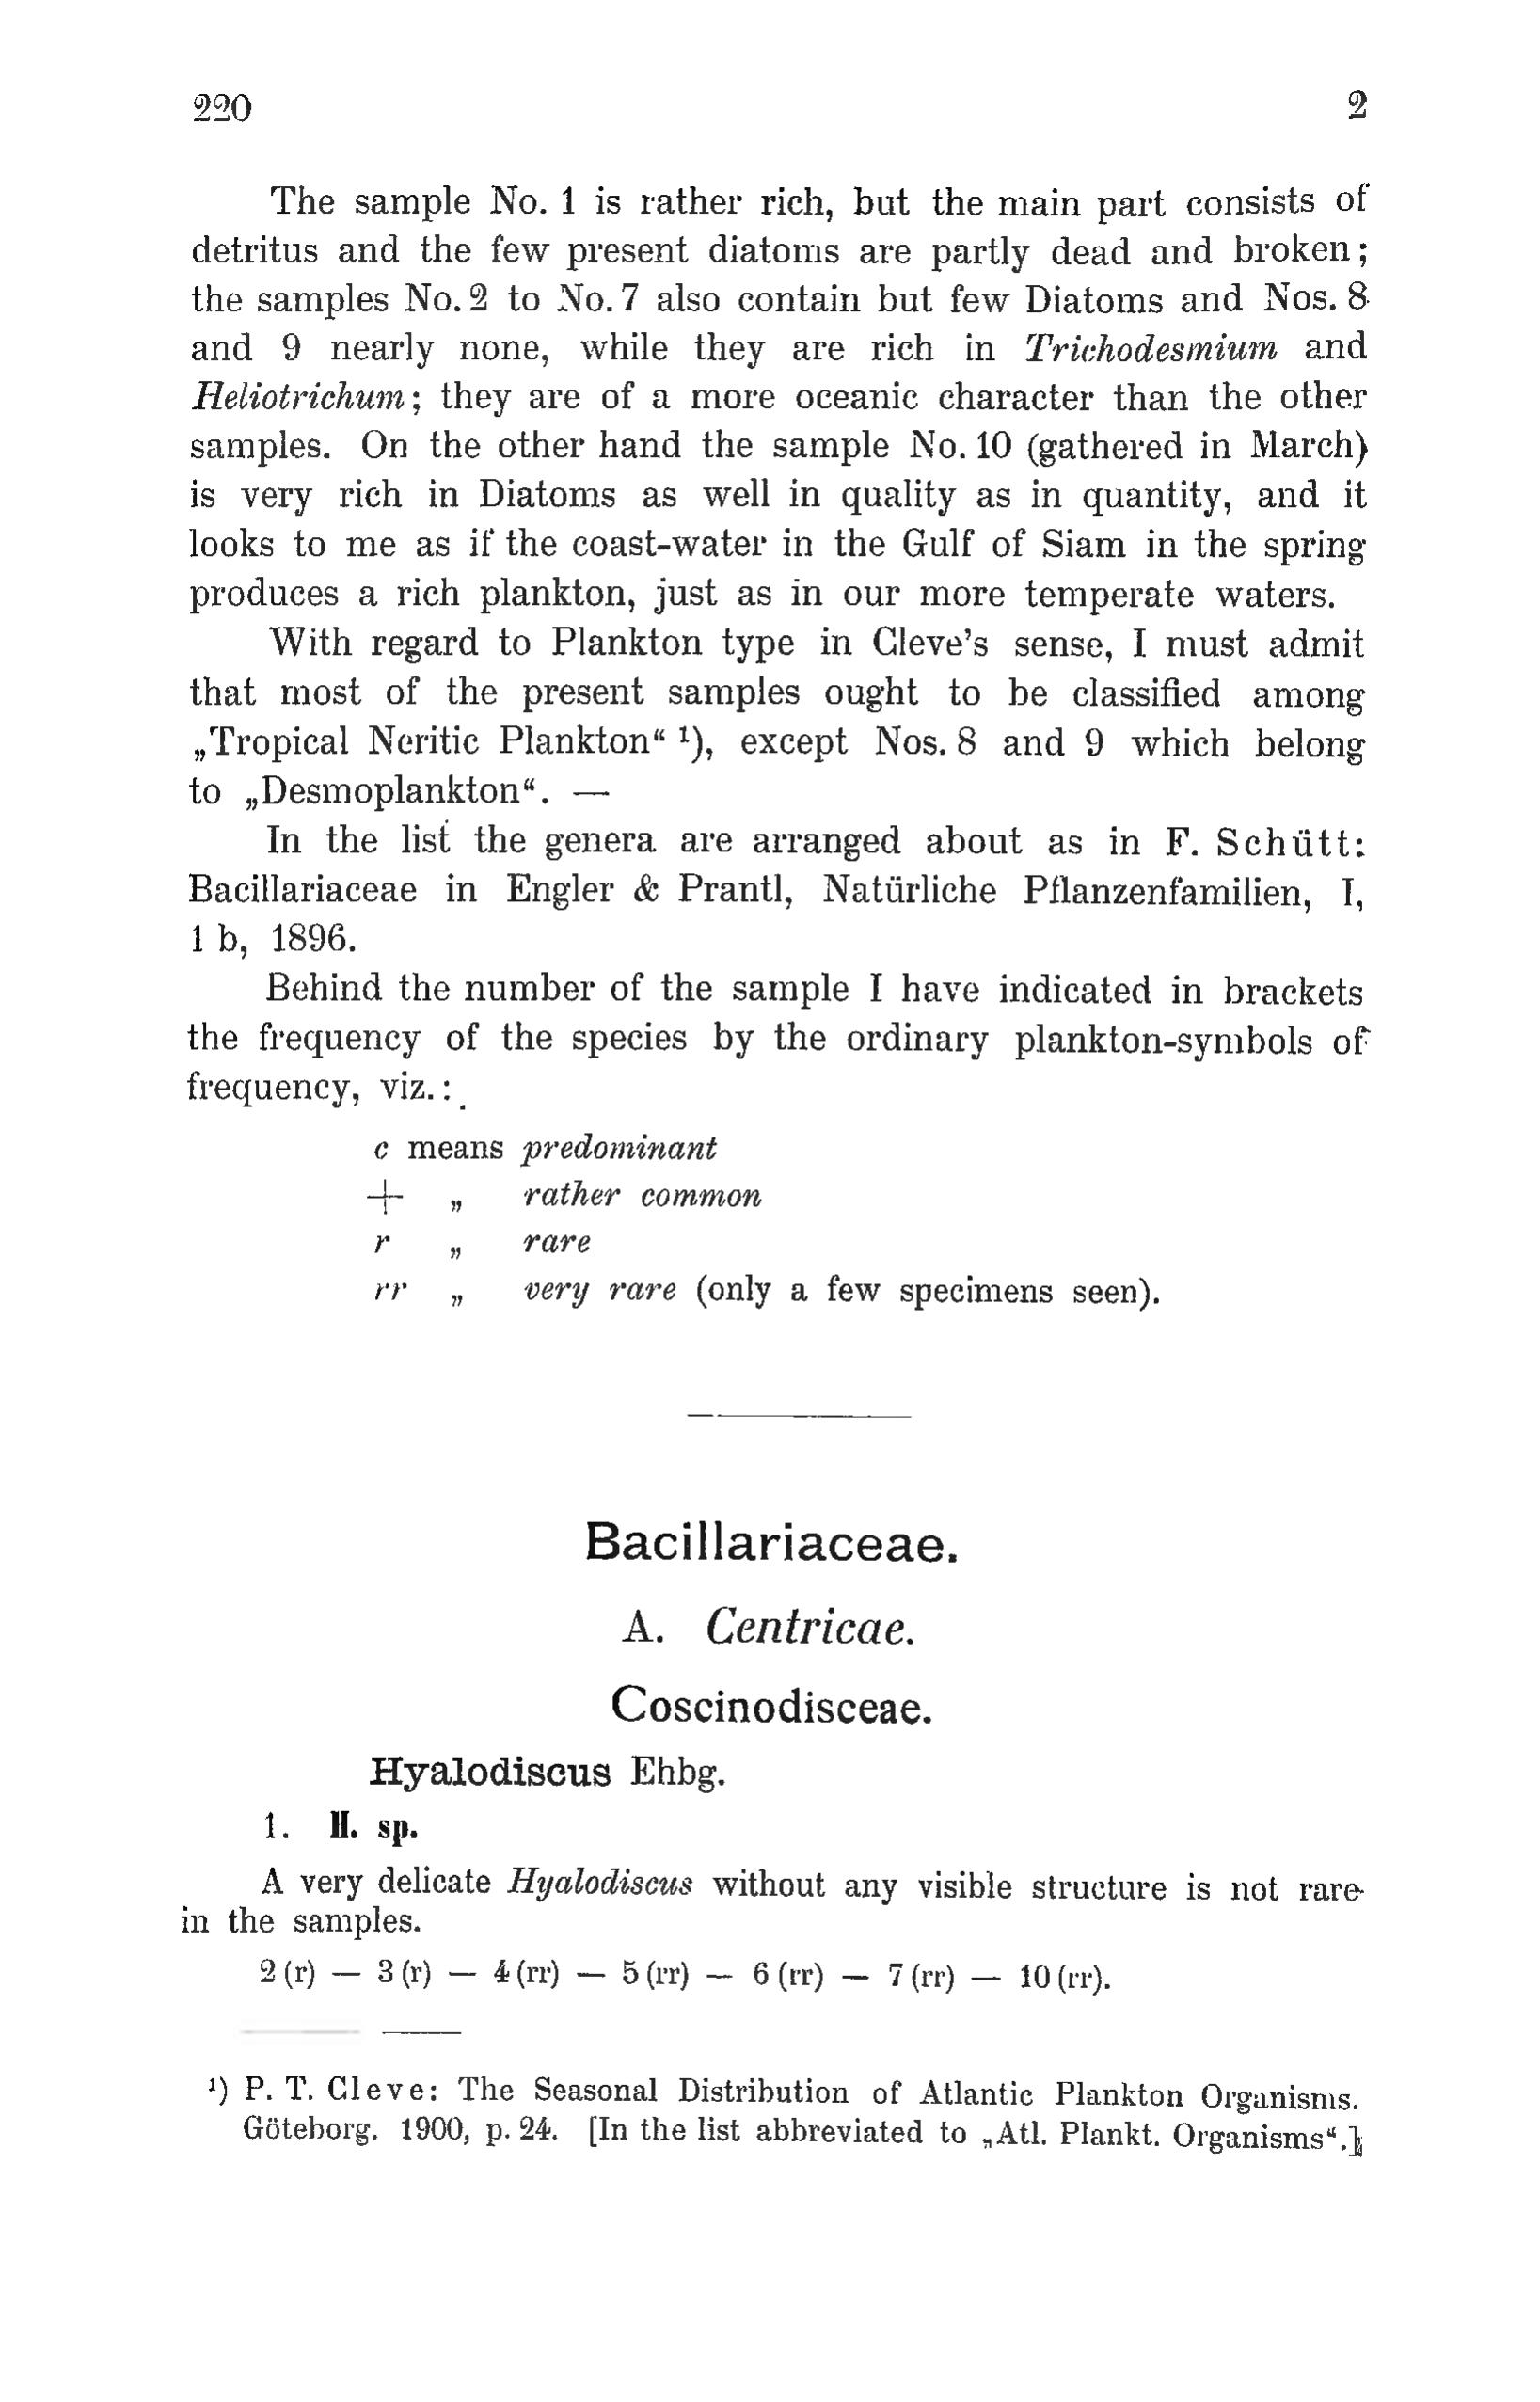 220 2
The sample No. 1 is rather rich, but the main part consists of
detritus and the few present diatoms are partly dead and broken;
the samples No. 2 to No. 7 also contain but few Diatoms and Nos. 8
and 9 nearly none, while they are rich in Trichodesmium and
Heliotrichum; they are of a more oceanic character than the other
samples. On the other hand the sample No. 10 (gathered in March)
is very rich in Diatoms as well in quality as in quantity, and it
looks to me as if the coast-water in the Gulf of Siam in the spring
produces a rich plankton, just as in our more temperate waters.
With regard to Plankton type in Cleve's sense, I must admit
that most of the present samples ought to be classified among
„Tropical Neritic Plankton“ ¹), except Nos. 8 and 9 which belong
to „Desmoplankton“. —
In the list the genera are arranged about as in F. Schütt:
Bacillariaceae in Engler & Prantl, Natürliche Pflanzenfamilien, I,
1 b, 1896.
Behind the number of the sample I have indicated in brackets
the frequency of the species by the ordinary plankton-symbols of
frequency, viz.:
c means predominant
+ „ rather common
r „ rare
rr „ very rare (only a few specimens seen).
Bacillariaceae.
A. Centricae.
Coscinodisceae.
Hyalodiscus Ehbg.
1. H. sp.
A very delicate Hyalodiscus without any visible structure is not rare
in the samples.
2 (r) — 3 (r) — 4 (rr) — 5 (rr) — 6 (rr) — 7 (rr) — 10 (rr).
¹) P. T. Cleve: The Seasonal Distribution of Atlantic Plankton Organisms.
Göteborg. 1900, p. 24. [In the list abbreviated to „Atl. Plankt. Organisms“.]